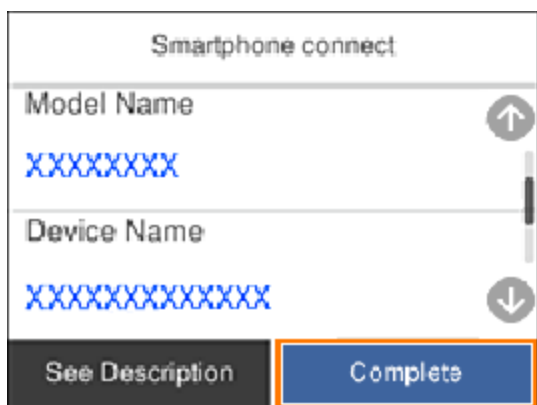 Smartphone connect
Model Name
XXXXXXXX
Device Name
XXXXXXXXXXXXX
See Description
Complete